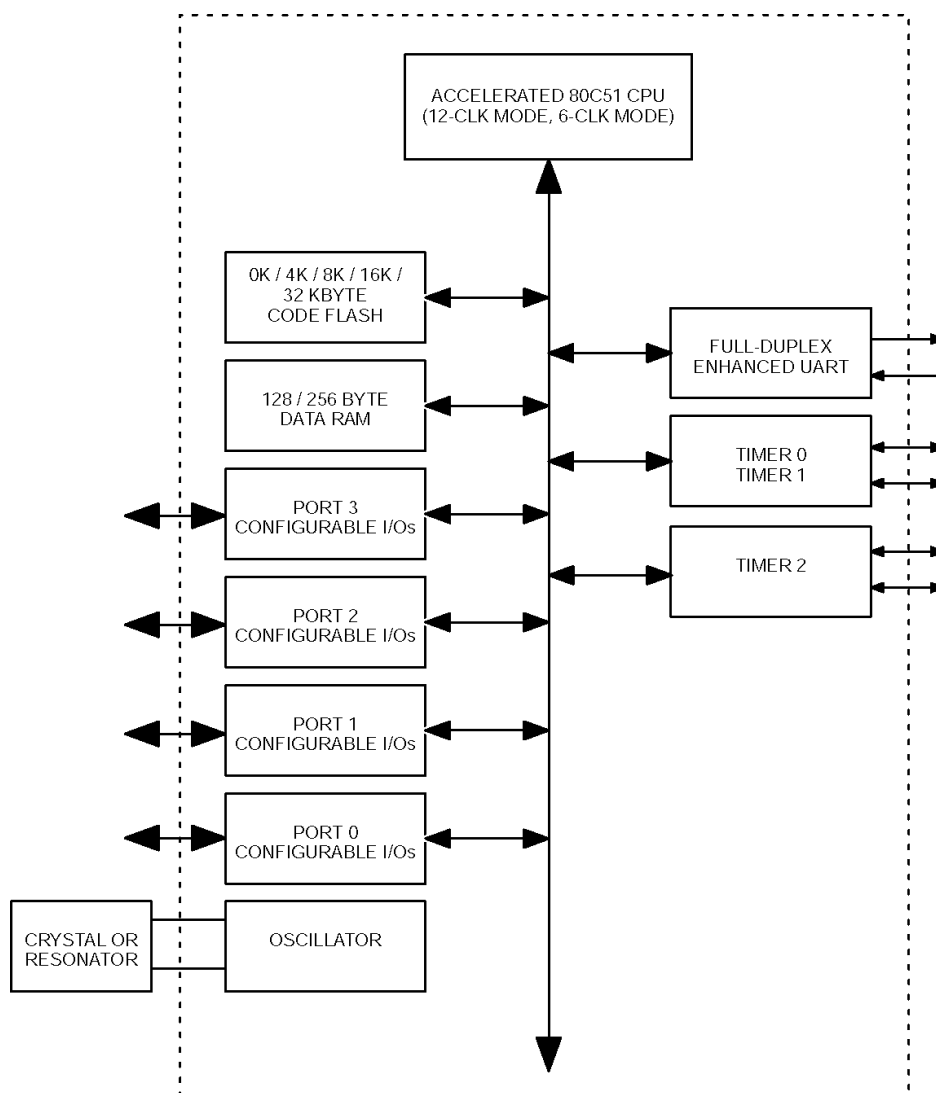 ACCELERATED 80C51 CPU
(12-CLK MODE, 6-CLK MODE)
0K / 4K / 8K / 16K /
32 KBYTE
CODE FLASH
128 / 256 BYTE
DATA RAM
PORT 3
CONFIGURABLE I/Os
PORT 2
CONFIGURABLE I/Os
PORT 1
CONFIGURABLE I/Os
PORT 0
CONFIGURABLE I/Os
CRYSTAL OR
RESONATOR
OSCILLATOR
FULL-DUPLEX
ENHANCED UART
TIMER 0
TIMER 1
TIMER 2